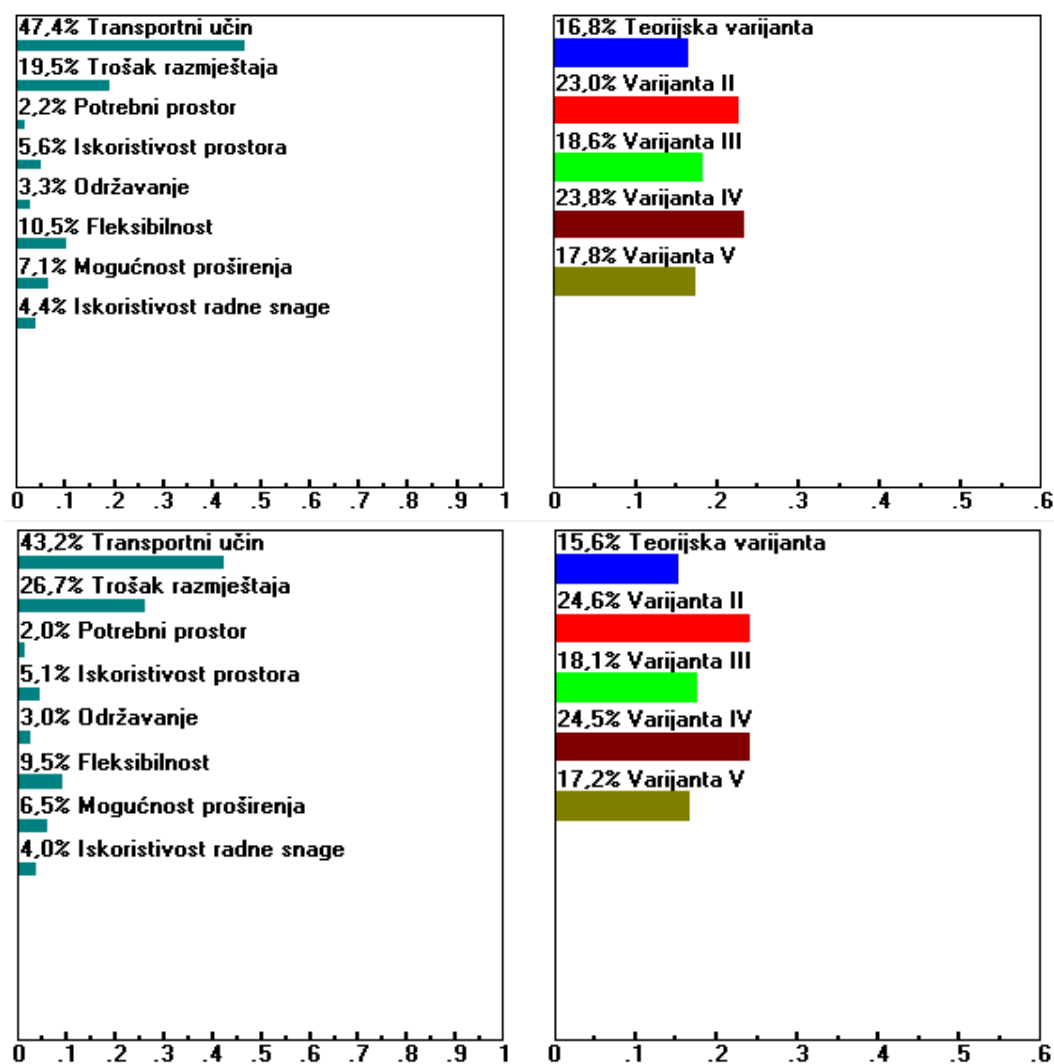 47,4% Transportni učin
19,5% Trošak razmještaja
2,2% Potrebni prostor
5,6% Iskoristivost prostora
3,3% Održavanje
10,5% Fleksibilnost
7,1% Mogućnost proširenja
4,4% Iskoristivost radne snage
0 .1 .2 .3 .4 .5 .6 .7 .8 .9 1
16,8% Teorijska varijanta
23,0% Varijanta II
18,6% Varijanta III
23,8% Varijanta IV
17,8% Varijanta V
0 .1 .2 .3 .4 .5 .6
43,2% Transportni učin
26,7% Trošak razmještaja
2,0% Potrebni prostor
5,1% Iskoristivost prostora
3,0% Održavanje
9,5% Fleksibilnost
6,5% Mogućnost proširenja
4,0% Iskoristivost radne snage
0 .1 .2 .3 .4 .5 .6 .7 .8 .9 1
15,6% Teorijska varijanta
24,6% Varijanta II
18,1% Varijanta III
24,5% Varijanta IV
17,2% Varijanta V
0 .1 .2 .3 .4 .5 .6